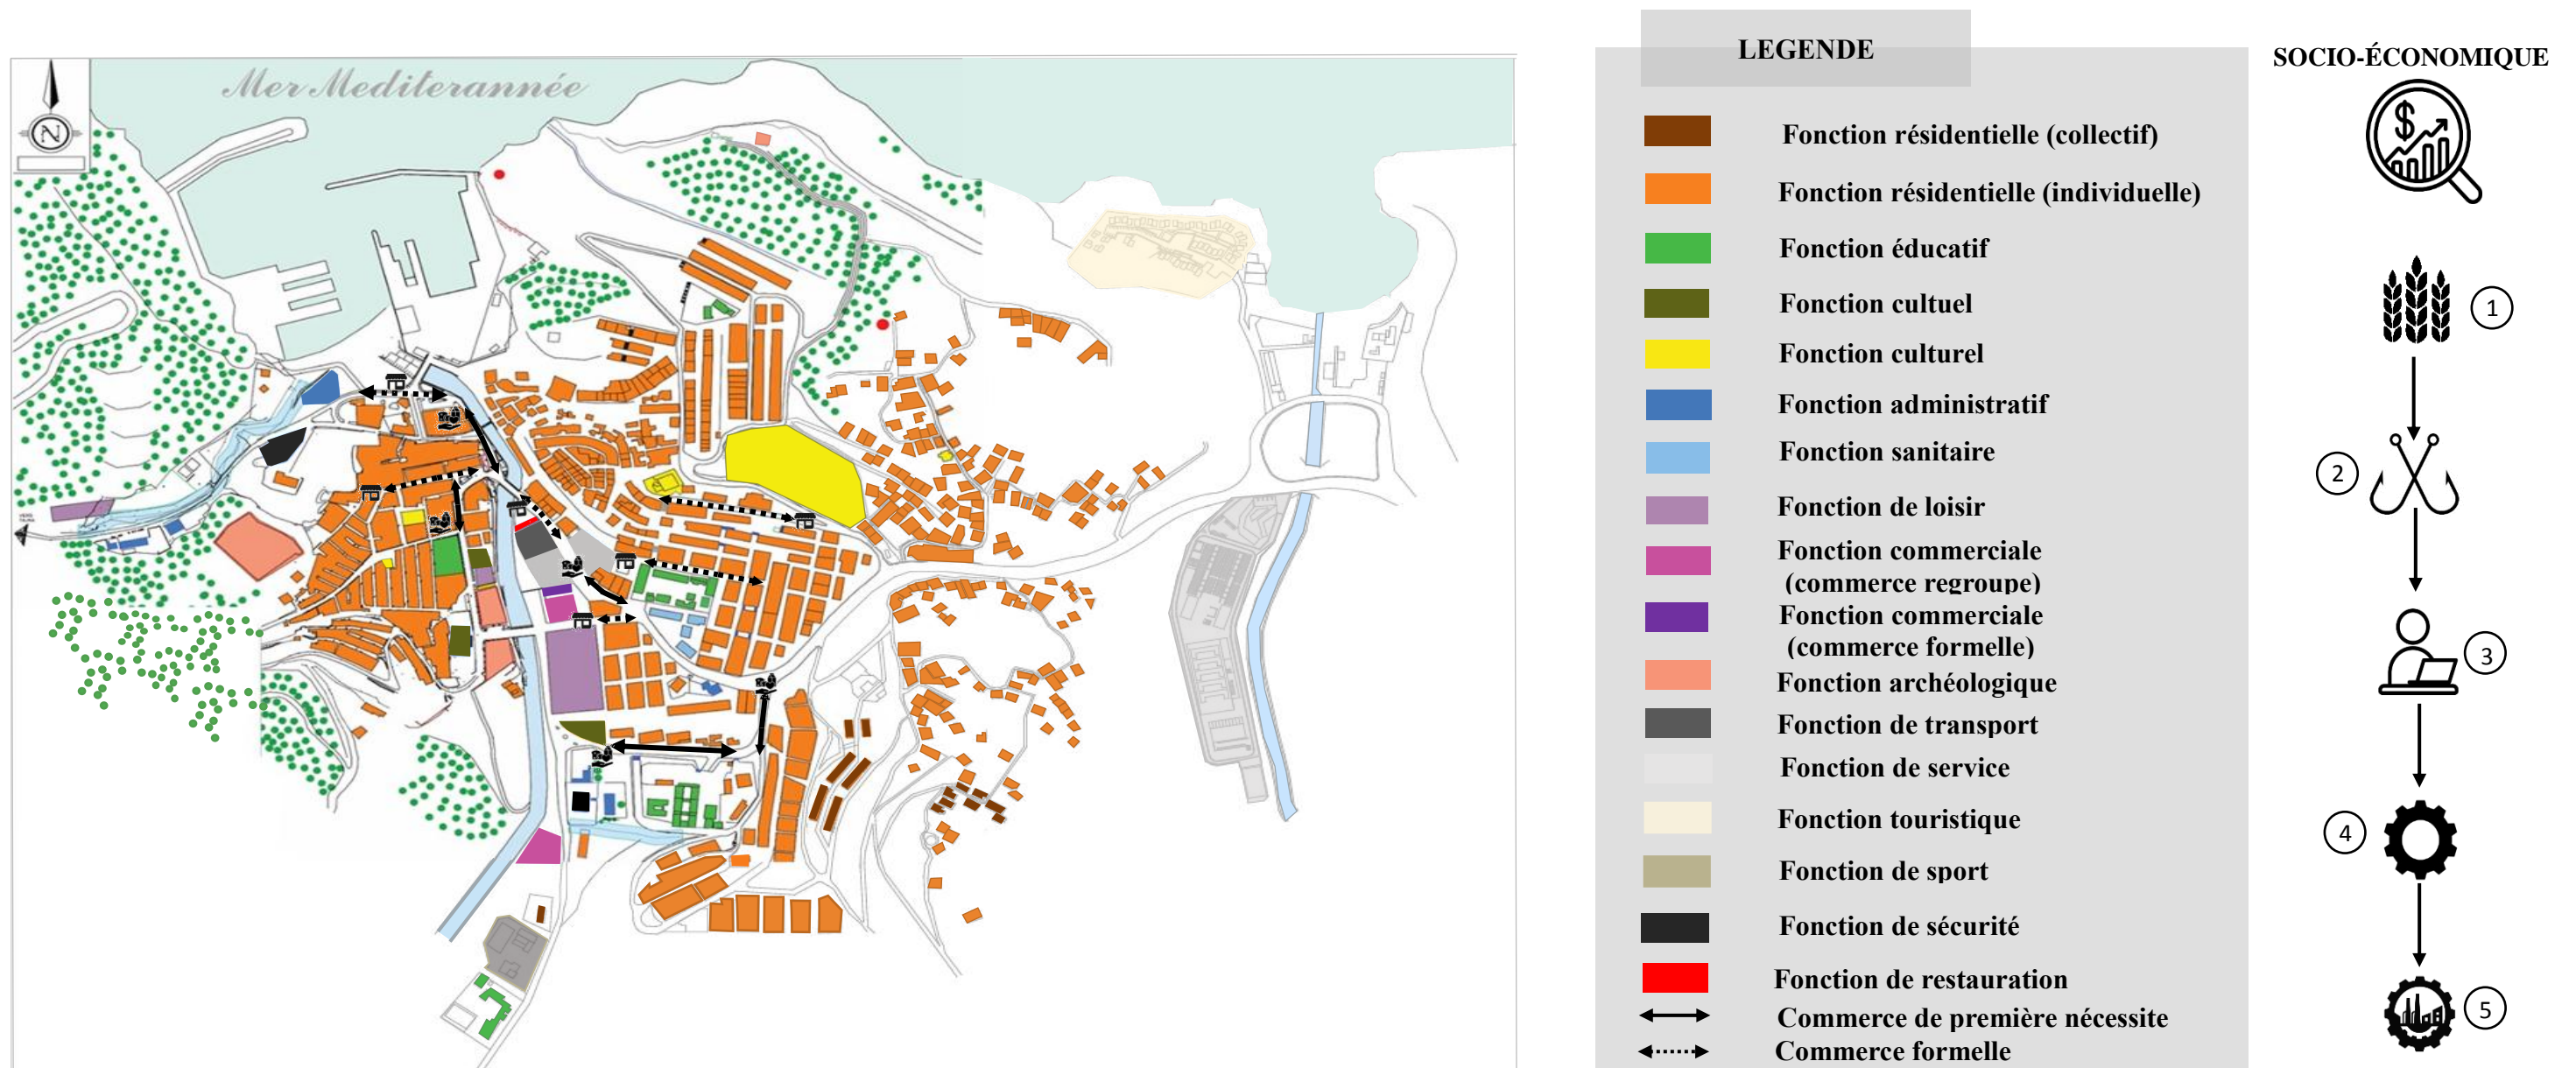 Mer Mediterannée
N
LEGENDE
Fonction résidentielle (collectif)
Fonction résidentielle (individuelle)
Fonction éducatif
Fonction cultuel
Fonction culturel
Fonction administratif
Fonction sanitaire
Fonction de loisir
Fonction commerciale
(commerce regroupe)
Fonction commerciale
(commerce formelle)
Fonction archéologique
Fonction de transport
Fonction de service
Fonction touristique
Fonction de sport
Fonction de sécurité
Fonction de restauration
Commerce de première nécessite
Commerce formelle
SOCIO-ÉCONOMIQUE
$
1
2
3
4
5